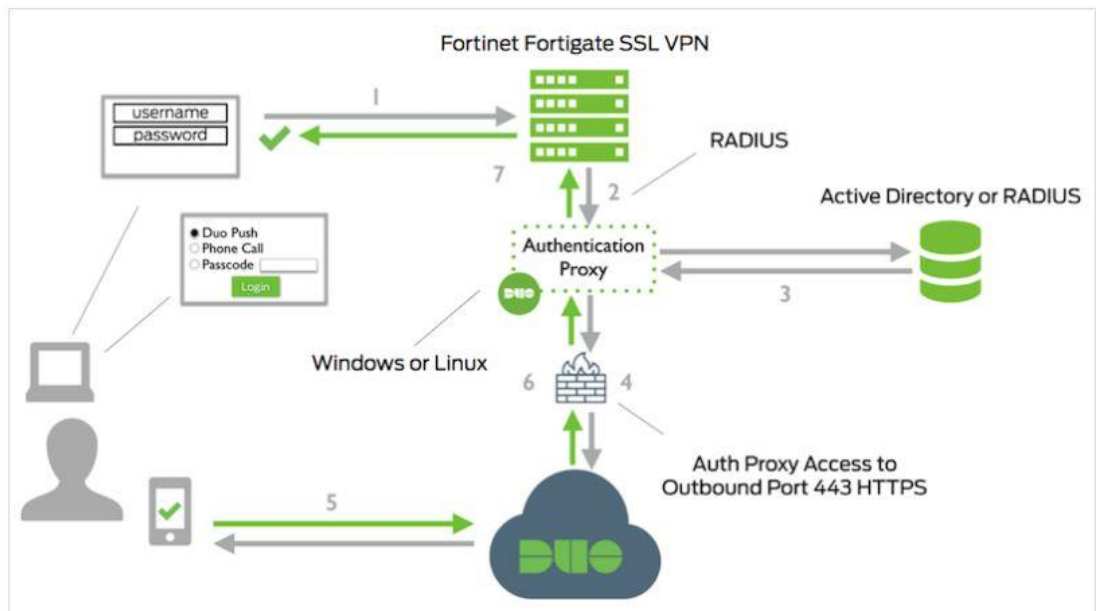 Fortinet Fortigate SSL VPN
username
password
1
7
2
RADIUS
Active Directory or RADIUS
Duo Push
Phone Call
Passcode
Login
Authentication
Proxy
DUO
3
Windows or Linux
6
4
Auth Proxy Access to
Outbound Port 443 HTTPS
5
DUO